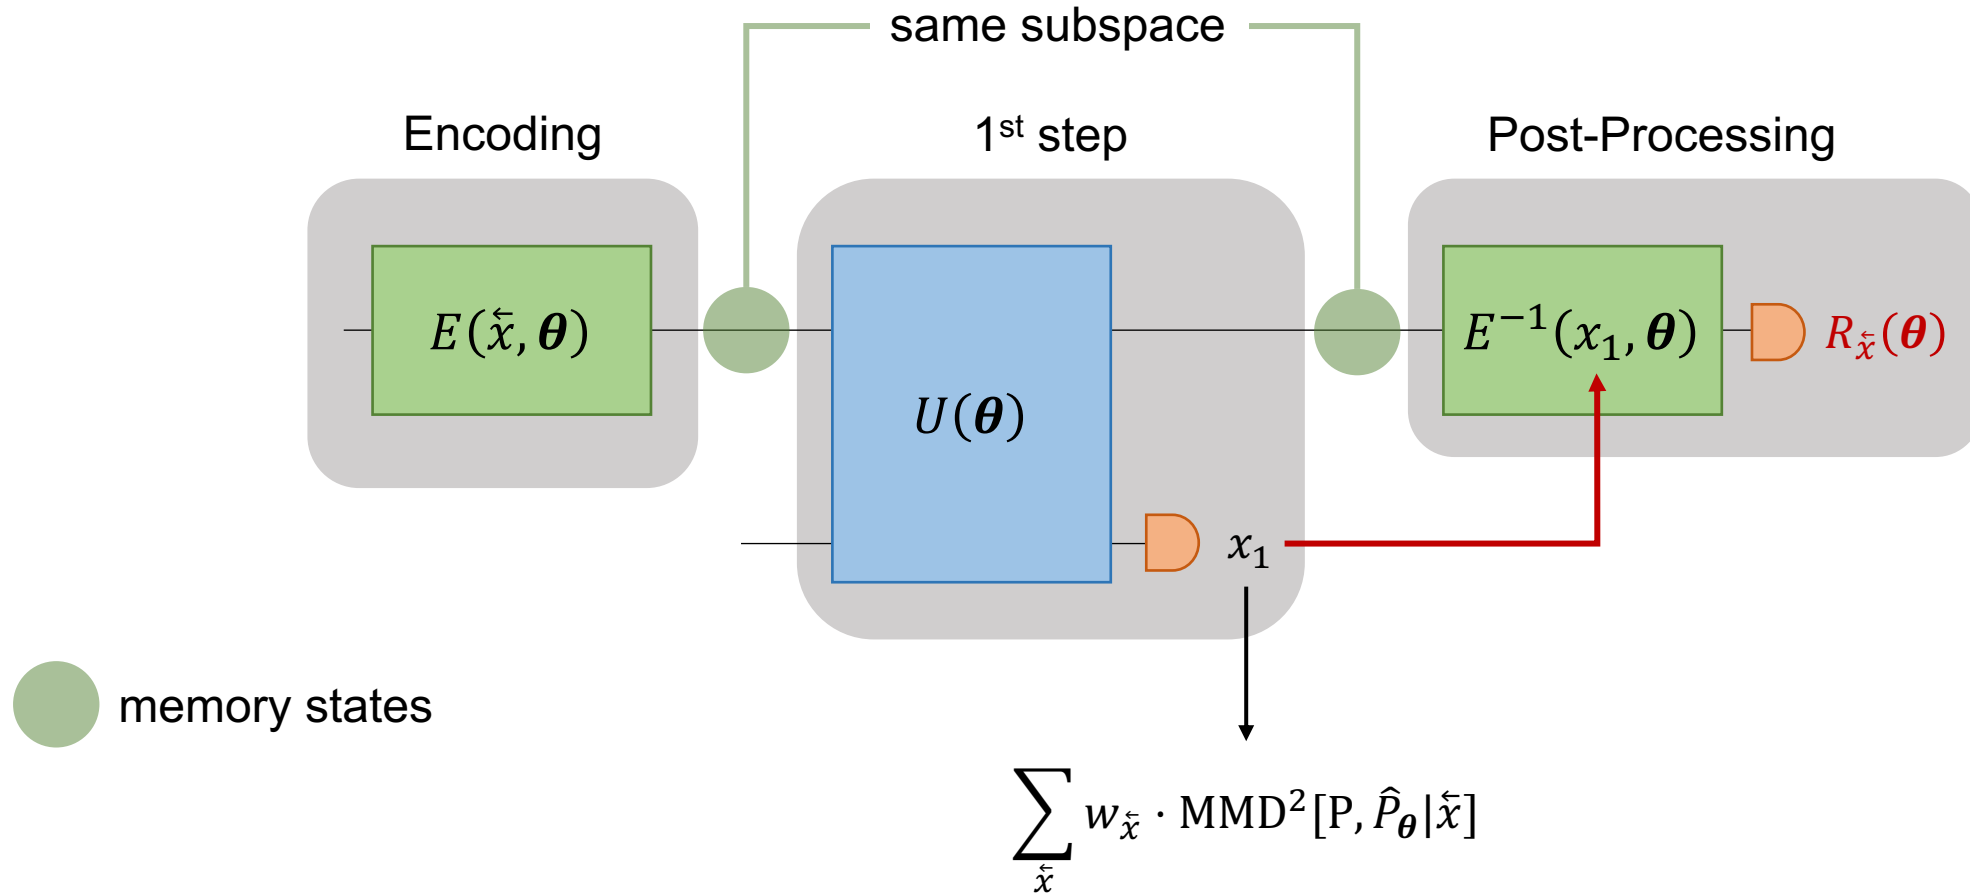 same subspace
Encoding
1st step
Post-Processing
E(x⃖, θ)
U(θ)
E⁻¹(x₁, θ)
R_x⃖(θ)
x₁
memory states
∑_x⃖ w_x⃖ · MMD²[P, P̂_θ|x⃖]